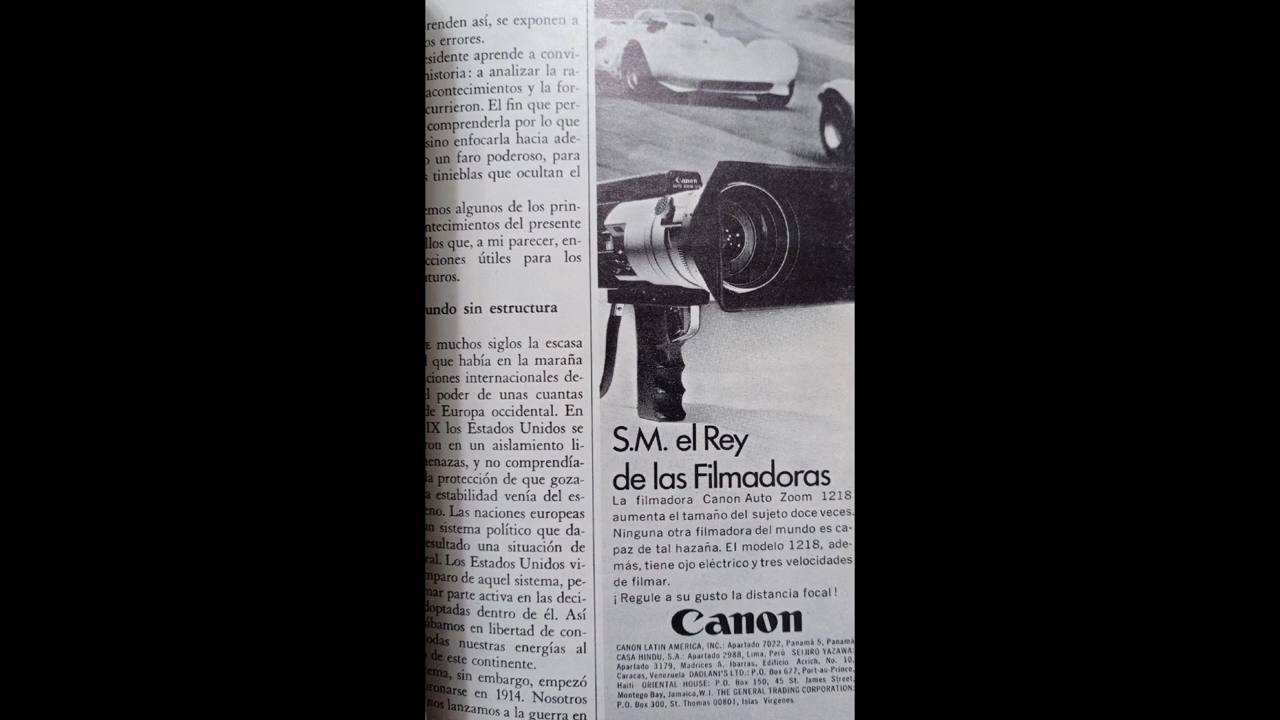 renden así, se exponen a
os errores.
esidente aprende a convi-
historia: a analizar la ra-
acontecimientos y la for-
currieron. El fin que per-
comprenderla por lo que
sino enfocarla hacia ade-
o un faro poderoso, para
tinieblas que ocultan el
emos algunos de los prin-
ntecimientos del presente
llos que, a mi parecer, en-
cciones útiles para los
uturos.
undo sin estructura
E muchos siglos la escasa
que había en la maraña
ciones internacionales de-
l poder de unas cuantas
de Europa occidental. En
IX los Estados Unidos se
ron en un aislamiento li-
enazas, y no comprendía-
la protección de que goza-
a estabilidad venía del es-
eno. Las naciones europeas
un sistema político que da-
esultado una situación de
ral. Los Estados Unidos vi-
mparo de aquel sistema, pe-
mar parte activa en las deci-
doptadas dentro de él. Así
ábamos en libertad de con-
odas nuestras energías al
de este continente.
ema, sin embargo, empezó
oronarse en 1914. Nosotros
nos lanzamos a la guerra en
Canon
S.M. el Rey
de las Filmadoras
La filmadora Canon Auto Zoom 1218
aumenta el tamaño del sujeto doce veces.
Ninguna otra filmadora del mundo es ca-
paz de tal hazaña. El modelo 1218, ade-
más, tiene ojo eléctrico y tres velocidades
de filmar.
¡Regule a su gusto la distancia focal!
Canon
CANON LATIN AMERICA, INC.: Apartado 7022, Panamá 5, Panamá
CASA HINDU, S.A.: Apartado 2988, Lima, Perú SEIJIRO YAZAWA:
Apartado 3179, Madrices A. Ibarras, Edificio Acrich, No. 10,
Caracas, Venezuela DADLANI'S LTD.: P.O. Box 677, Port-au-Prince,
Haiti ORIENTAL HOUSE: P.O. Box 150, 45 St. James Street,
Montego Bay, Jamaica, W.I. THE GENERAL TRADING CORPORATION:
P.O. Box 300, St. Thomas 00801, Islas Virgenes